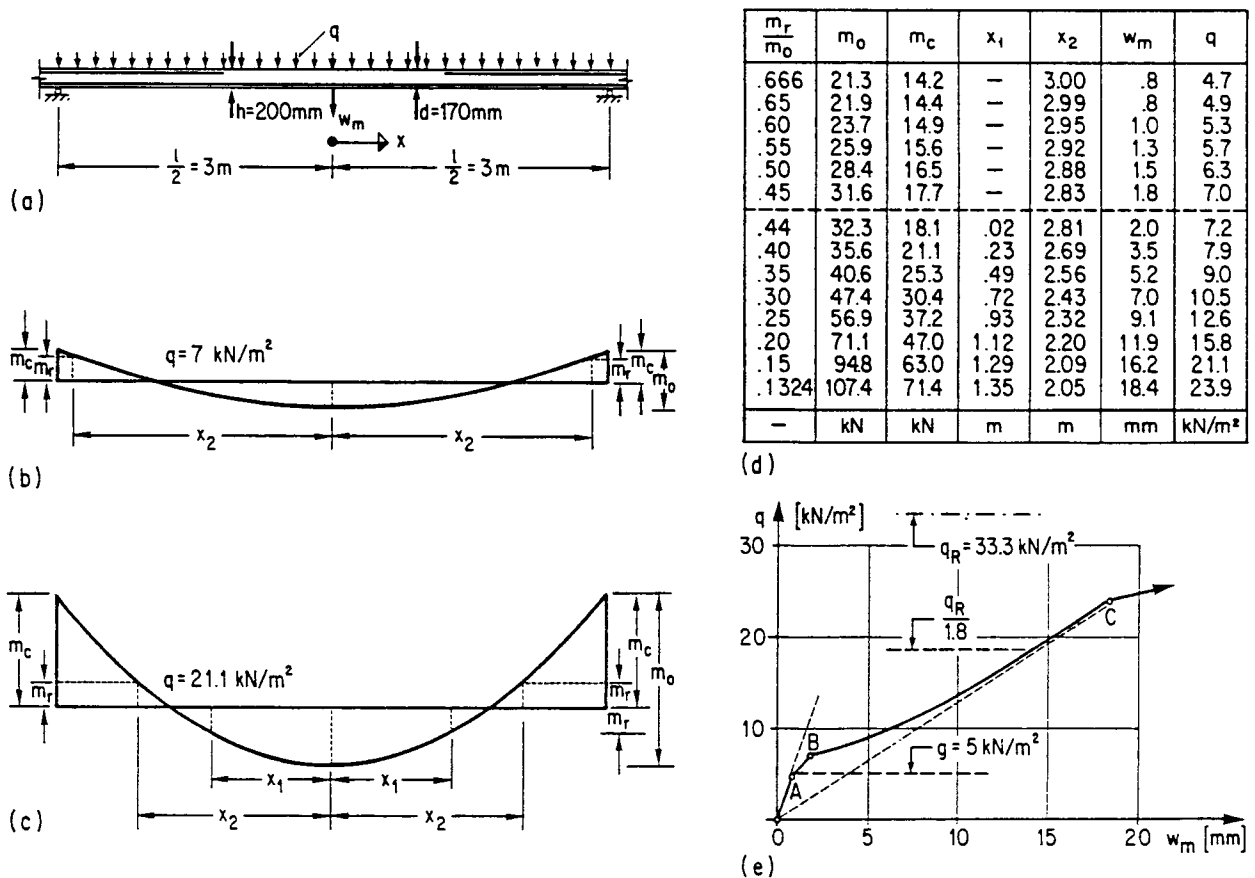 q
h=200mm
w_m
d=170mm
x
l/2 = 3m
l/2 = 3m
(a)
m_c
m_r
q = 7 kN/m²
m_r
m_c
m_o
x_2
x_2
(b)
m_c
m_r
q = 21.1 kN/m²
m_c
m_o
m_r
m_r
x_1
x_1
x_2
x_2
(c)
m_r/m_o m_o m_c x_1 x_2 w_m q
.666 21.3 14.2 – 3.00 .8 4.7
.65 21.9 14.4 – 2.99 .8 4.9
.60 23.7 14.9 – 2.95 1.0 5.3
.55 25.9 15.6 – 2.92 1.3 5.7
.50 28.4 16.5 – 2.88 1.5 6.3
.45 31.6 17.7 – 2.83 1.8 7.0
.44 32.3 18.1 .02 2.81 2.0 7.2
.40 35.6 21.1 .23 2.69 3.5 7.9
.35 40.6 25.3 .49 2.56 5.2 9.0
.30 47.4 30.4 .72 2.43 7.0 10.5
.25 56.9 37.2 .93 2.32 9.1 12.6
.20 71.1 47.0 1.12 2.20 11.9 15.8
.15 94.8 63.0 1.29 2.09 16.2 21.1
.1324 107.4 71.4 1.35 2.05 18.4 23.9
– kN kN m m mm kN/m²
(d)
q [kN/m²]
q_R = 33.3 kN/m²
30
q_R/1.8
C
20
10
B
g = 5 kN/m²
A
0
0 5 10 15 20 w_m [mm]
(e)